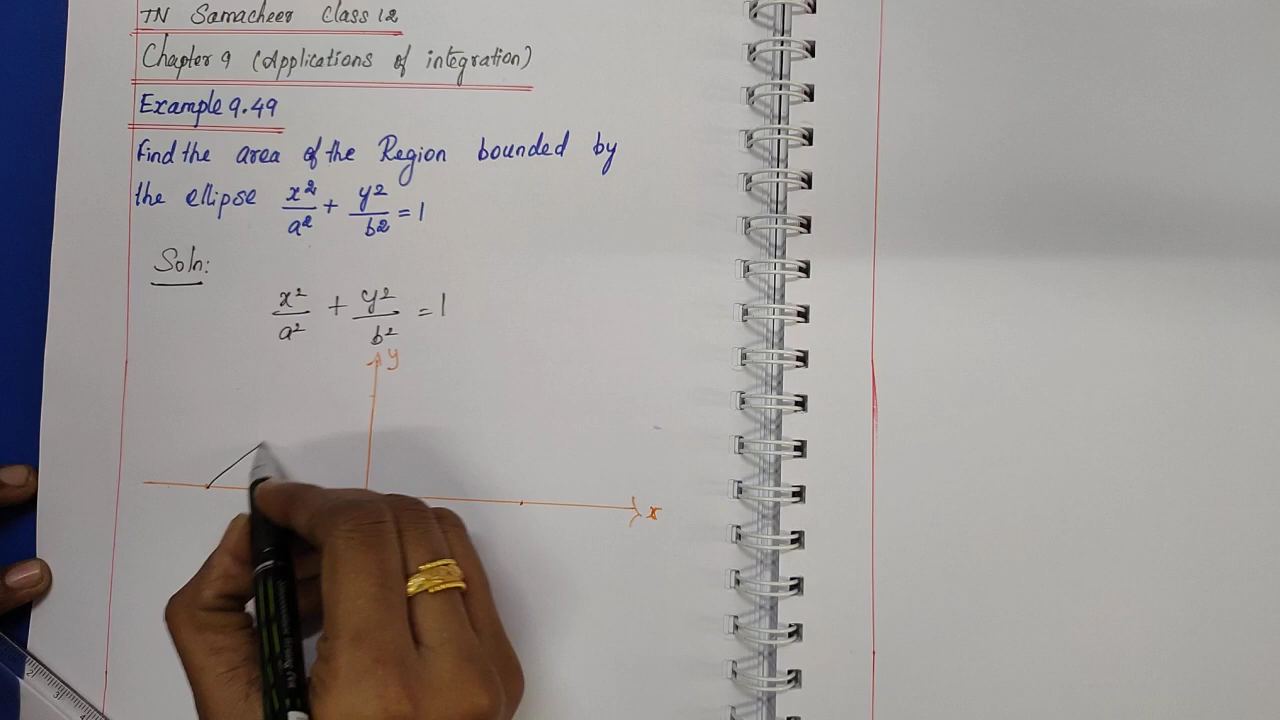 TN Samacheer Class 12
Chapter 9 (Applications of integration)
Example 9.49
Find the area of the Region bounded by
the ellipse x²/a² + y²/b² = 1
Soln:
x²/a² + y²/b² = 1
y
x